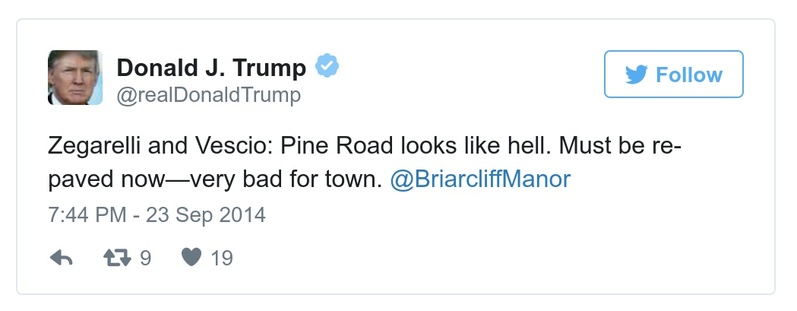 Donald J. Trump
@realDonaldTrump
Follow
Zegarelli and Vescio: Pine Road looks like hell. Must be re-
paved now—very bad for town. @BriarcliffManor
7:44 PM - 23 Sep 2014
9 19